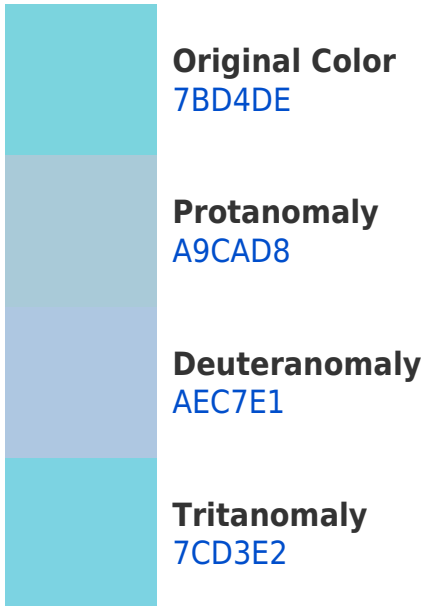 Original Color
7BD4DE
Protanomaly
A9CAD8
Deuteranomaly
AEC7E1
Tritanomaly
7CD3E2